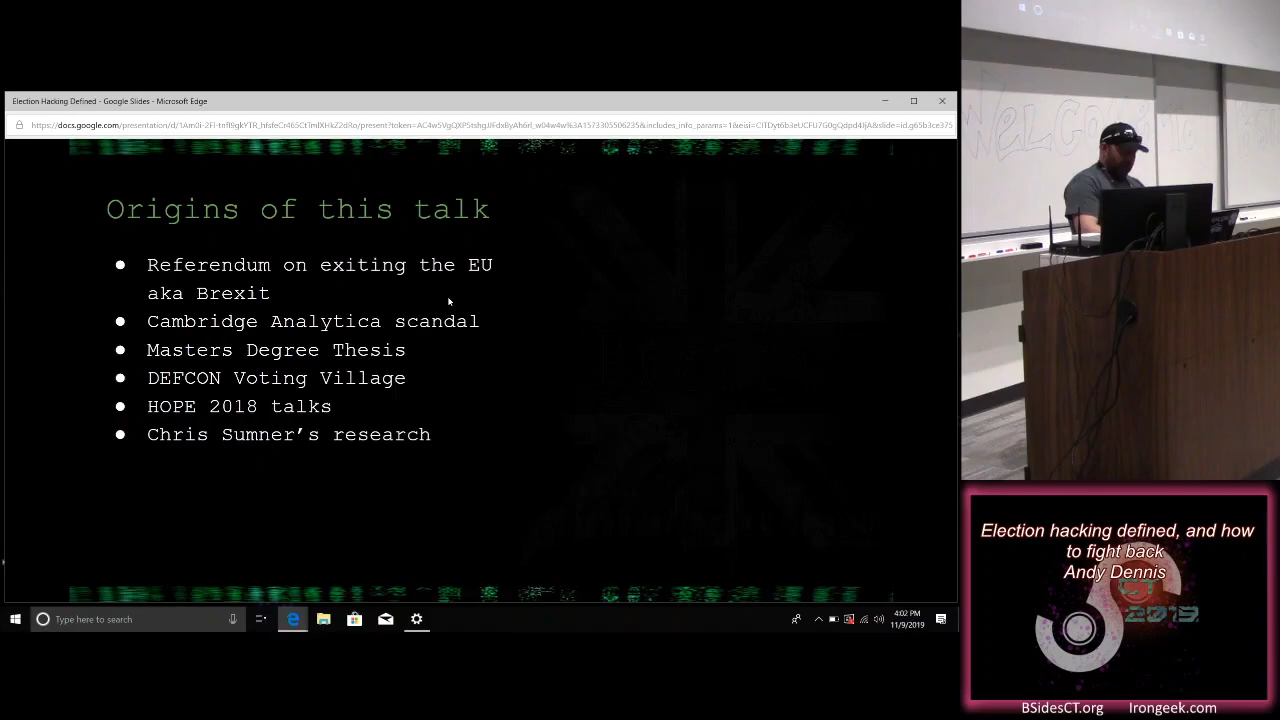 Election Hacking Defined - Google Slides - Microsoft Edge
Origins of this talk
● Referendum on exiting the EU
aka Brexit
● Cambridge Analytica scandal
● Masters Degree Thesis
● DEFCON Voting Village
● HOPE 2018 talks
● Chris Sumner's research
Type here to search
4:02 PM
11/9/2019
WELCOME
Election hacking defined, and how
to fight back
Andy Dennis
CT
2019
BSidesCT.org Irongeek.com